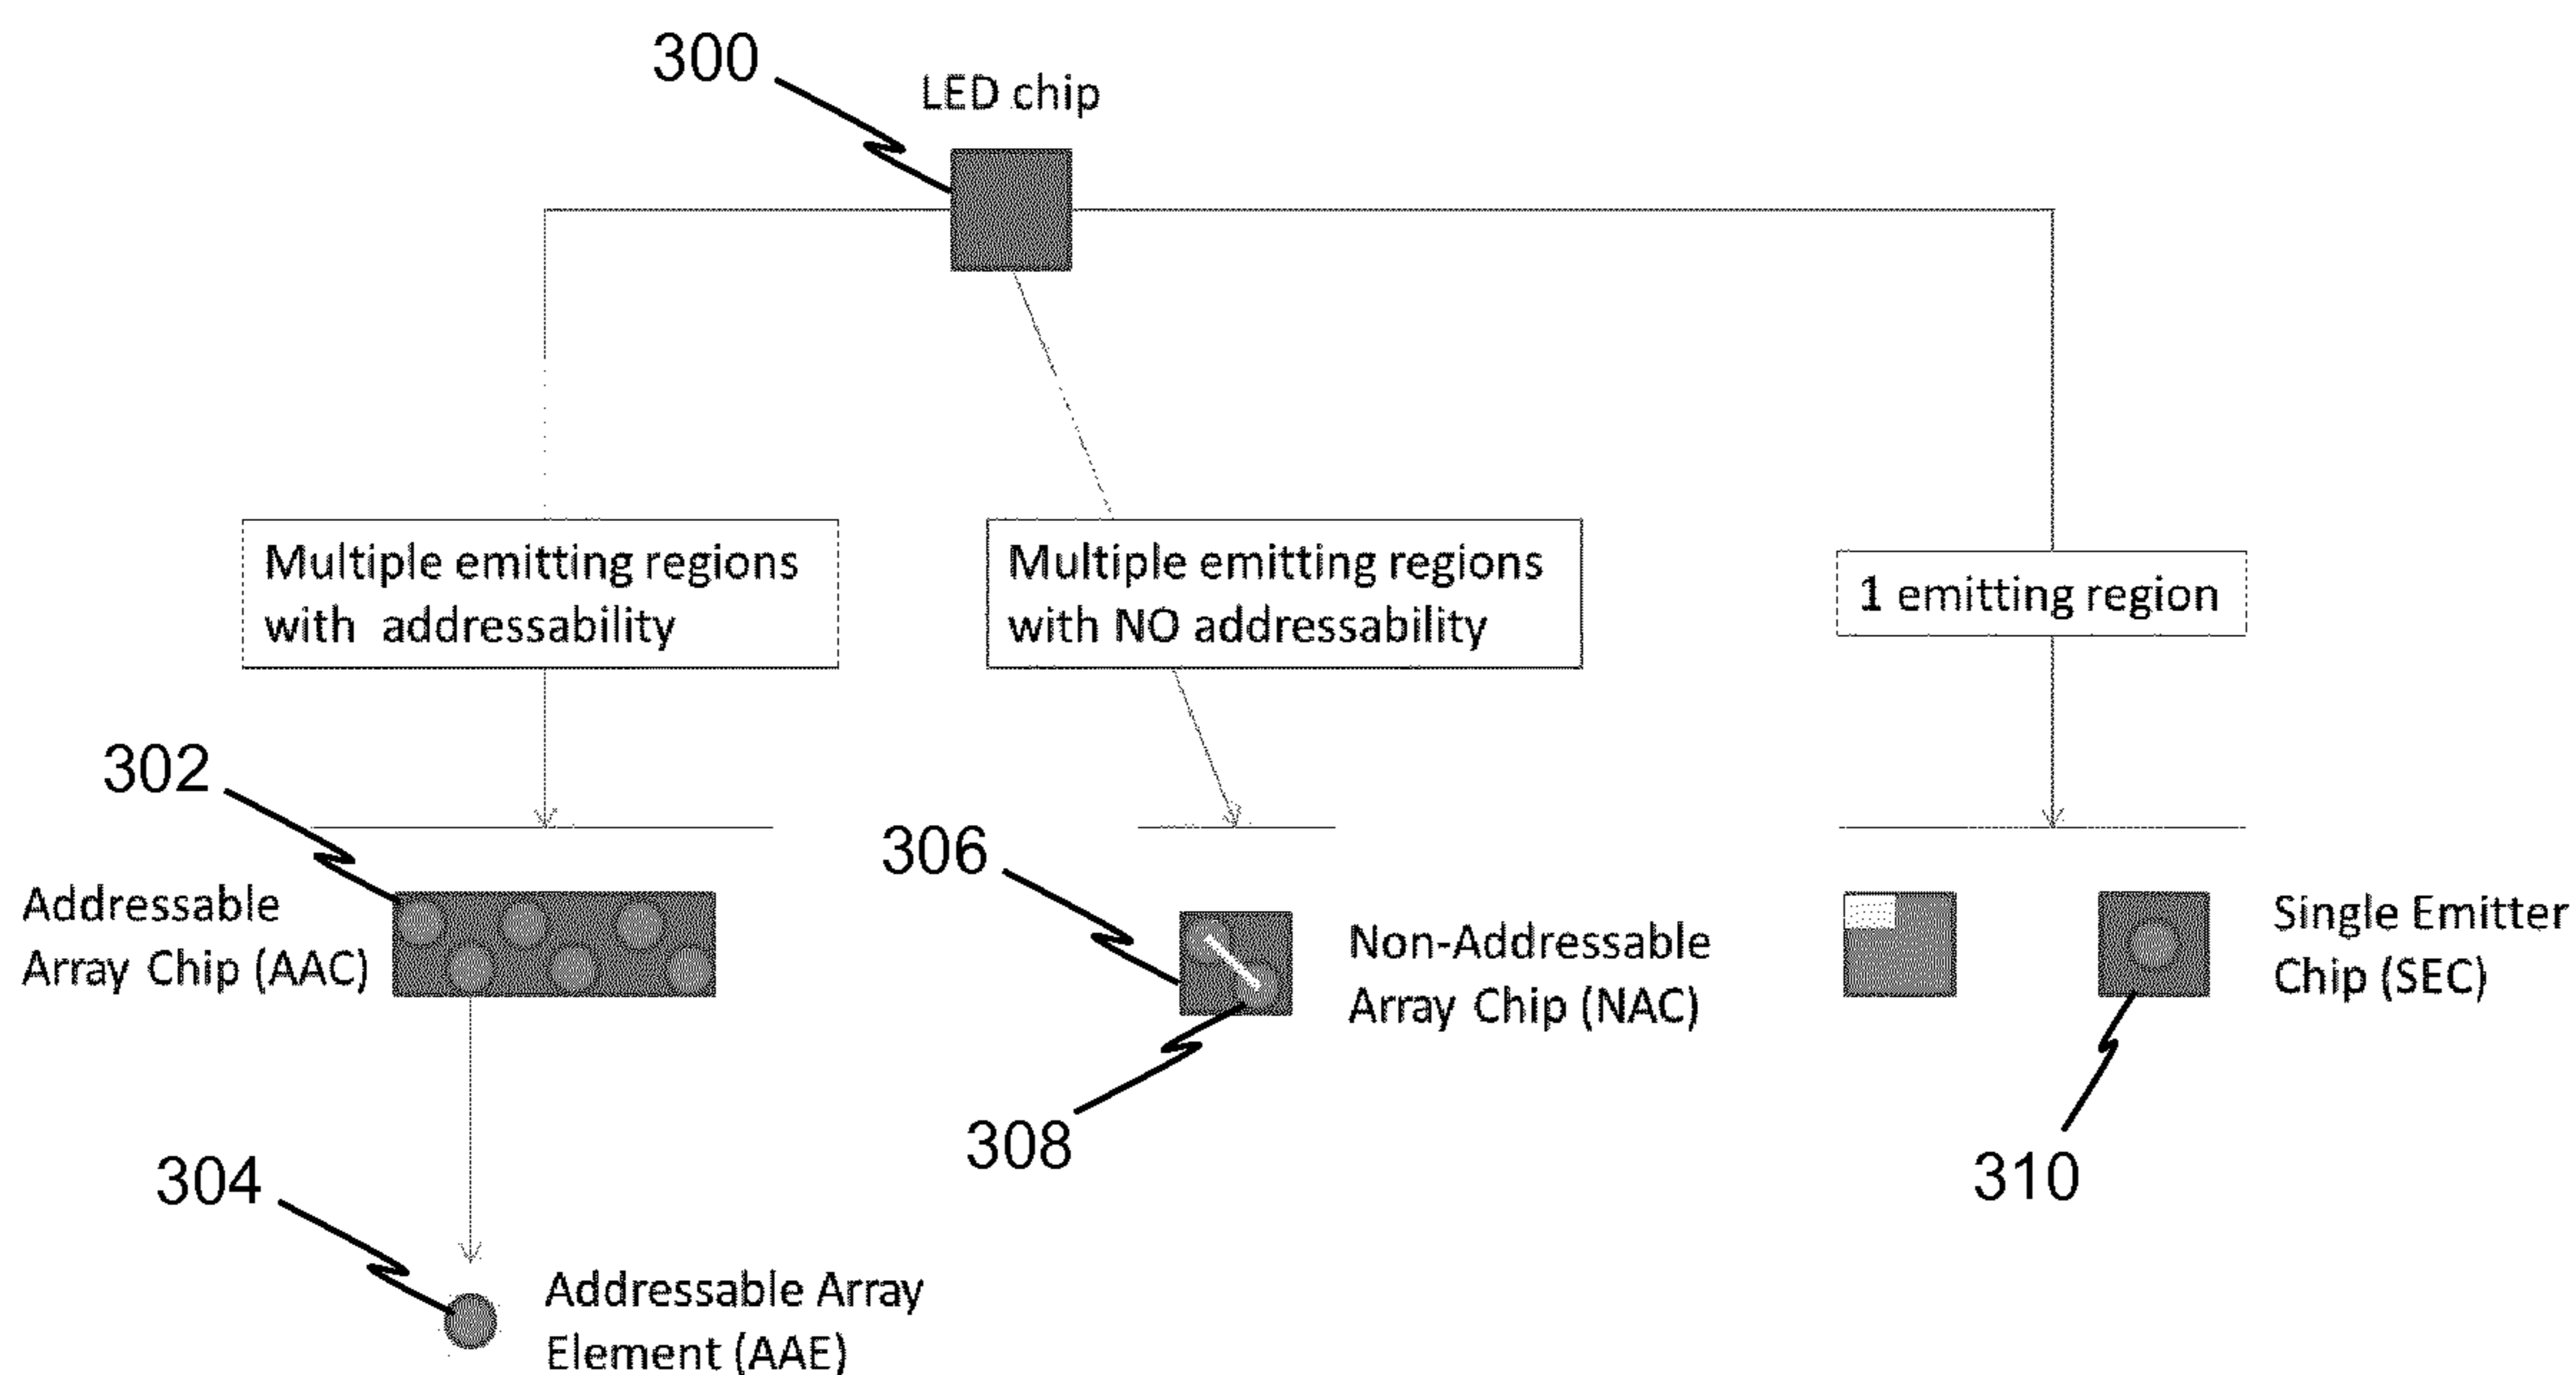 300
LED chip
Multiple emitting regions
with addressability
Multiple emitting regions
with NO addressability
1 emitting region
302
306
Addressable
Array Chip (AAC)
Non-Addressable
Array Chip (NAC)
Single Emitter
Chip (SEC)
308
310
304
Addressable Array
Element (AAE)